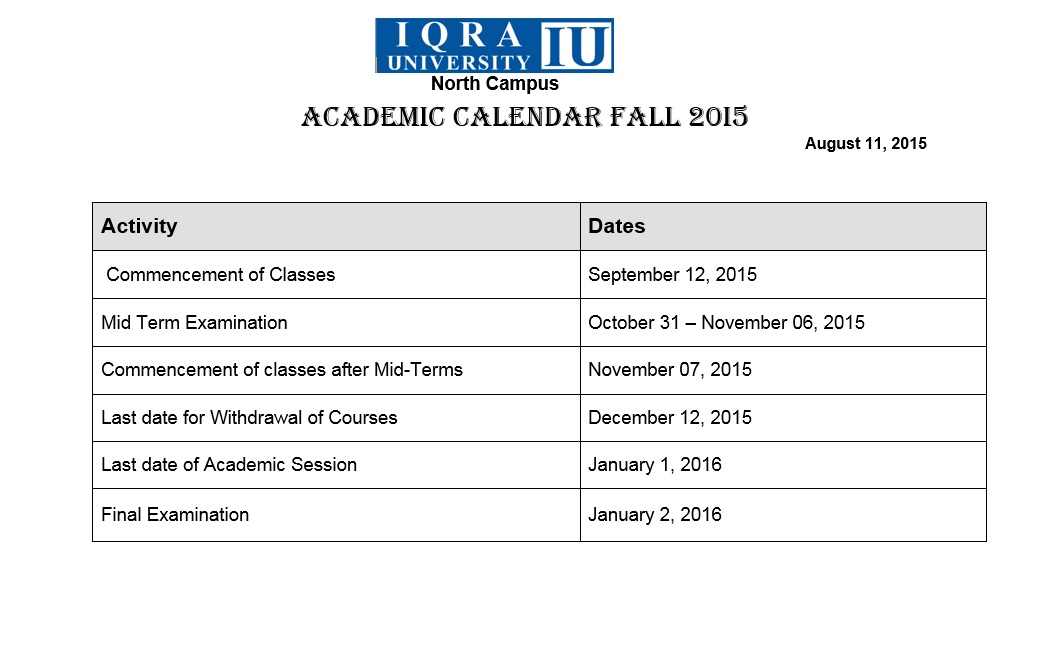 IQRA
UNIVERSITY IU
North Campus
ACADEMIC CALENDAR FALL 2015
August 11, 2015
Activity Dates
Commencement of Classes September 12, 2015
Mid Term Examination October 31 – November 06, 2015
Commencement of classes after Mid-Terms November 07, 2015
Last date for Withdrawal of Courses December 12, 2015
Last date of Academic Session January 1, 2016
Final Examination January 2, 2016